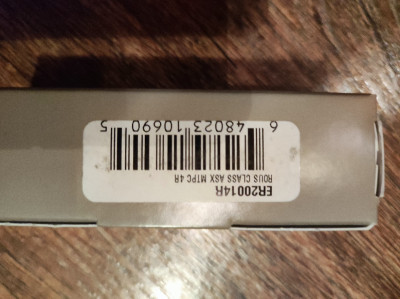 ER20014R
ROUS CLASS ASX MTPC 4R
6 48023 10690 5